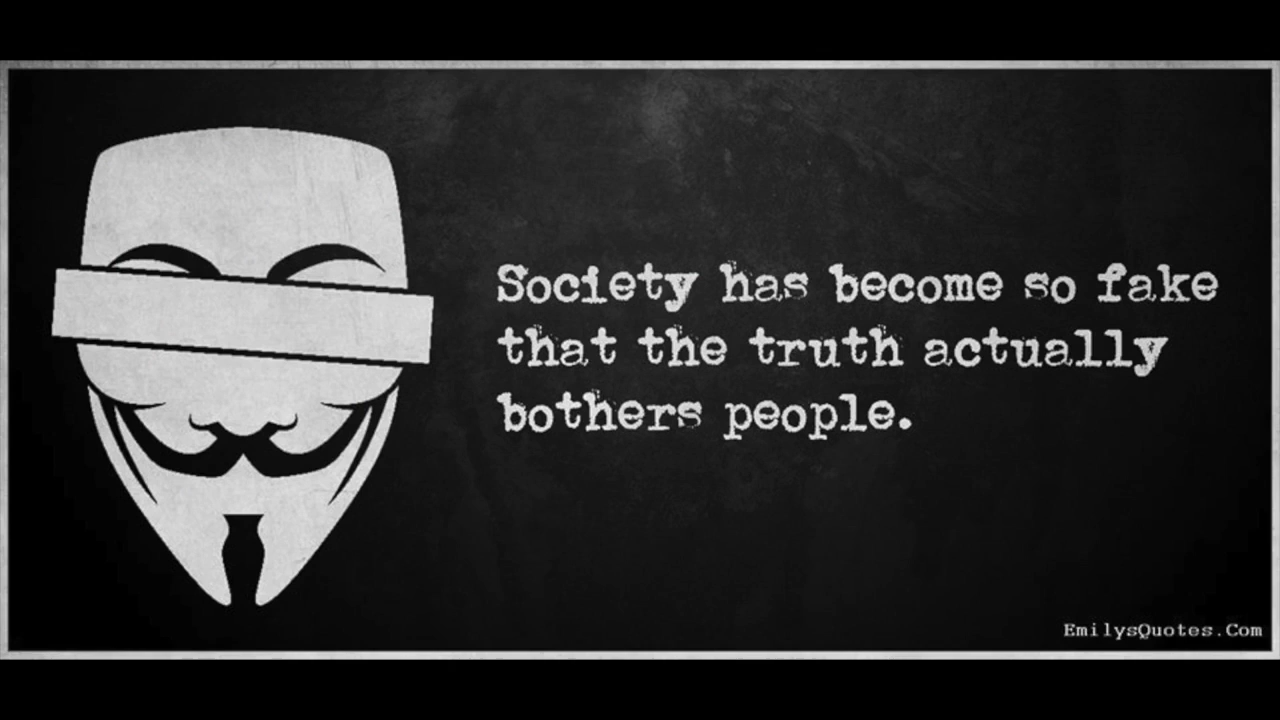 Society has become so fake
that the truth actually
bothers people.
EmilysQuotes.Com